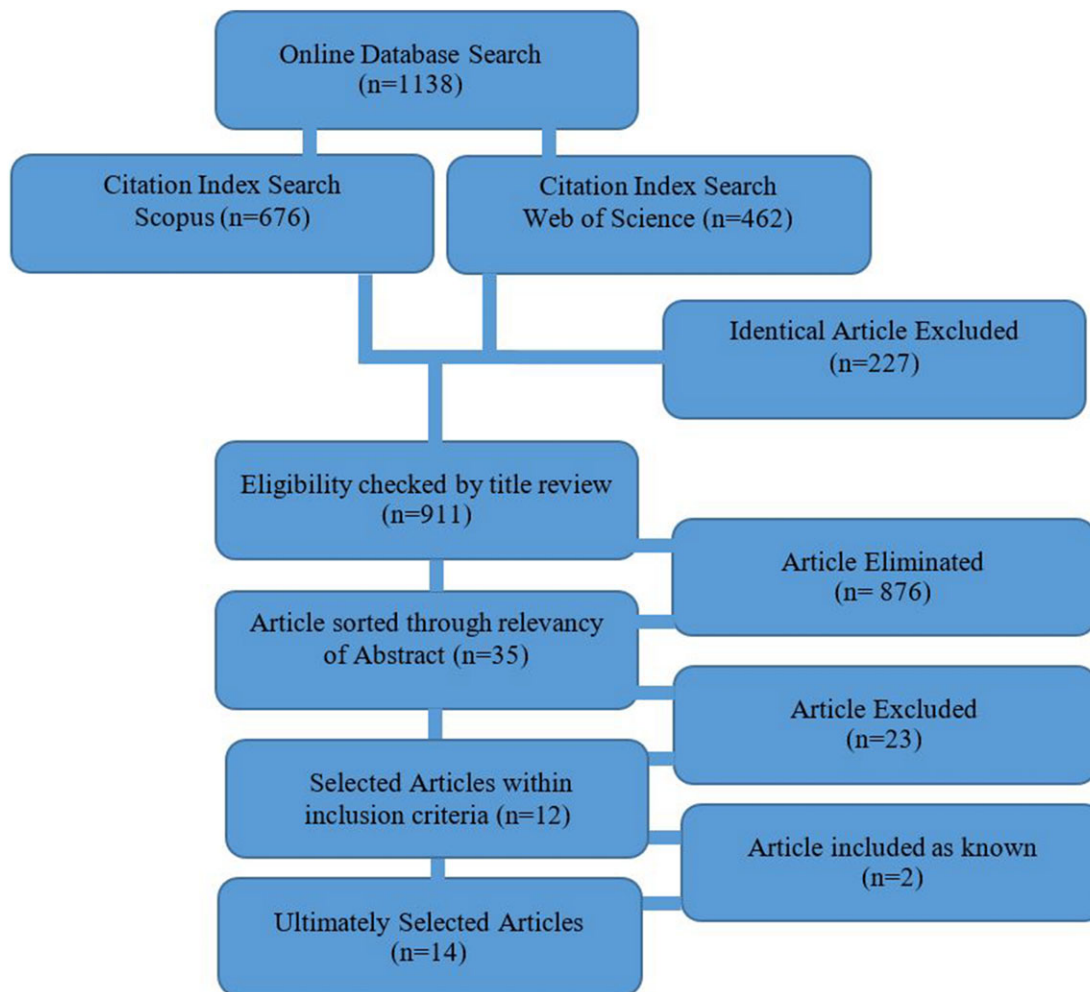 Online Database Search
(n=1138)
Citation Index Search
Scopus (n=676)
Citation Index Search
Web of Science (n=462)
Identical Article Excluded
(n=227)
Eligibility checked by title review
(n=911)
Article Eliminated
(n= 876)
Article sorted through relevancy
of Abstract (n=35)
Article Excluded
(n=23)
Selected Articles within
inclusion criteria (n=12)
Article included as known
(n=2)
Ultimately Selected Articles
(n=14)